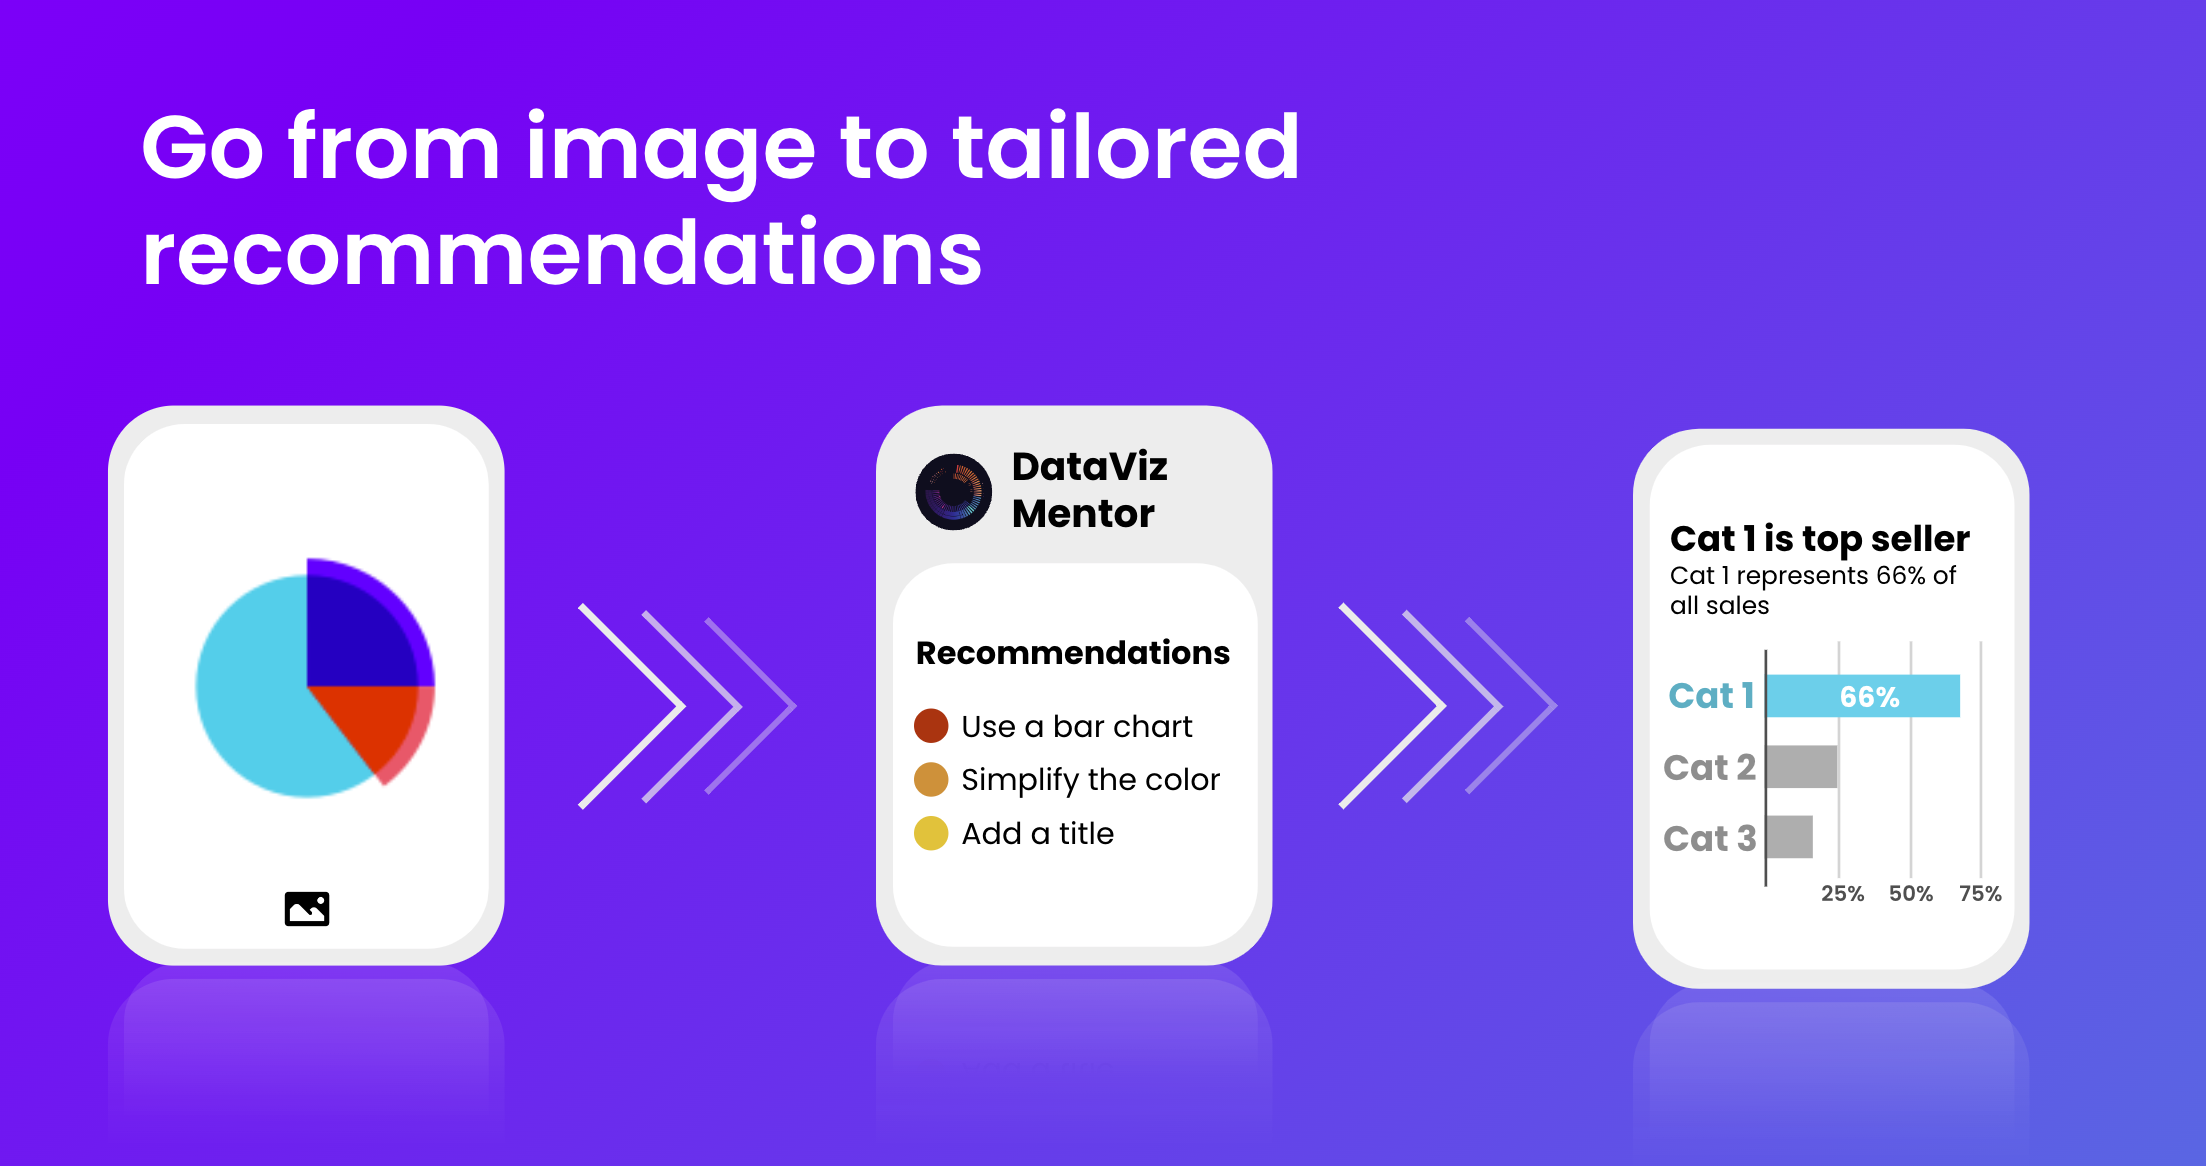 Go from image to tailored
recommendations
DataViz
Mentor
Recommendations
Use a bar chart
Simplify the color
Add a title
Cat 1 is top seller
Cat 1 represents 66% of
all sales
Cat 1
66%
Cat 2
Cat 3
25% 50% 75%